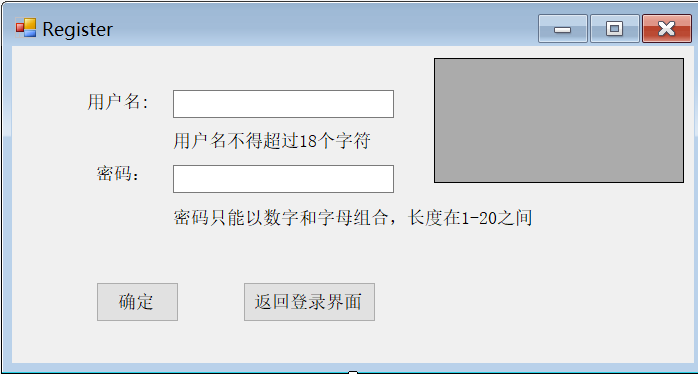 Register
用户名:
用户名不得超过18个字符
密码：
密码只能以数字和字母组合，长度在1-20之间
确定
返回登录界面